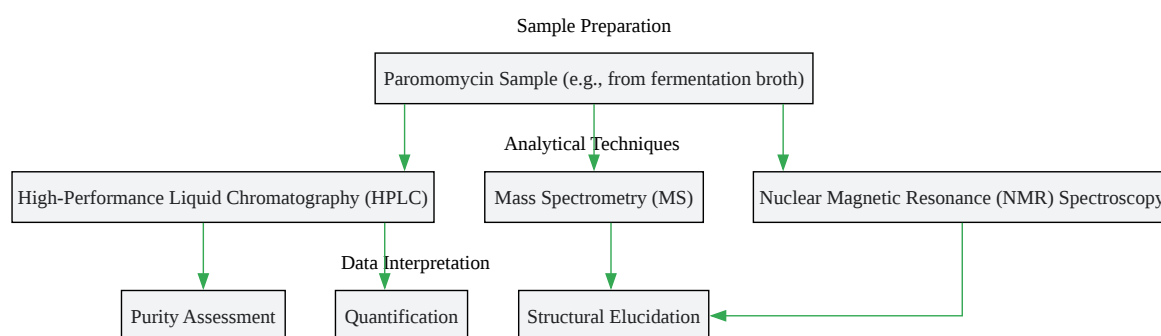 Sample Preparation
Paromomycin Sample (e.g., from fermentation broth)
Analytical Techniques
High-Performance Liquid Chromatography (HPLC)
Mass Spectrometry (MS)
Nuclear Magnetic Resonance (NMR) Spectroscopy
Data Interpretation
Purity Assessment
Quantification
Structural Elucidation